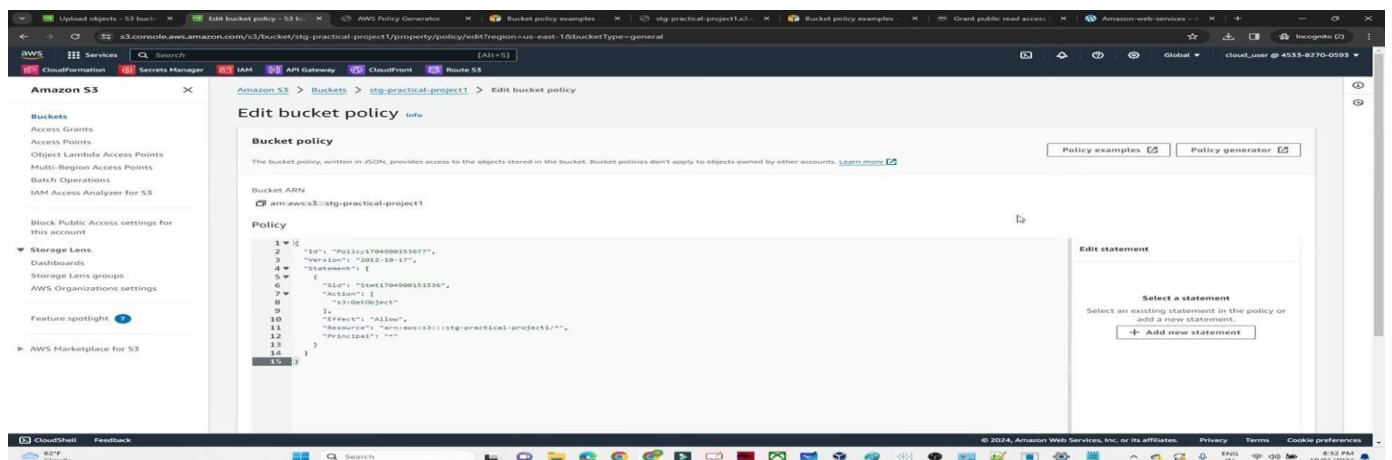 Upload objects - S3 buck
Edit bucket policy - S3 bu
AWS Policy Generator
Bucket policy examples -
stg-practical-project1.s3.
Bucket policy examples -
Grant public read access
Amazon-web-services -
s3.console.aws.amazon.com/s3/bucket/stg-practical-project1/property/policy/edit?region=us-east-1&bucketType=general
Incognito (2)
aws
Services
Search
[Alt+S]
Global
cloud_user @ 4533-8270-0593
CloudFormation
Secrets Manager
IAM
API Gateway
CloudFront
Route 53
Amazon S3
Buckets
Access Grants
Access Points
Object Lambda Access Points
Multi-Region Access Points
Batch Operations
IAM Access Analyzer for S3
Block Public Access settings for
this account
Storage Lens
Dashboards
Storage Lens groups
AWS Organizations settings
Feature spotlight 7
AWS Marketplace for S3
Amazon S3 > Buckets > stg-practical-project1 > Edit bucket policy
Edit bucket policy Info
Bucket policy
The bucket policy, written in JSON, provides access to the objects stored in the bucket. Bucket policies don't apply to objects owned by other accounts. Learn more
Policy examples
Policy generator
Bucket ARN
arn:aws:s3:::stg-practical-project1
Policy
1 {
2 "Id": "Policy1704900153677",
3 "Version": "2012-10-17",
4 "Statement": [
5 {
6 "Sid": "Stmt1704900151536",
7 "Action": [
8 "s3:GetObject"
9 ],
10 "Effect": "Allow",
11 "Resource": "arn:aws:s3:::stg-practical-project1/*",
12 "Principal": "*"
13 }
14 ]
15 }
Edit statement
Select a statement
Select an existing statement in the policy or
add a new statement.
+ Add new statement
CloudShell
Feedback
© 2024, Amazon Web Services, Inc. or its affiliates.
Privacy
Terms
Cookie preferences
62°F
Cloudy
Search
ENG
IN
8:52 PM
10/01/2024